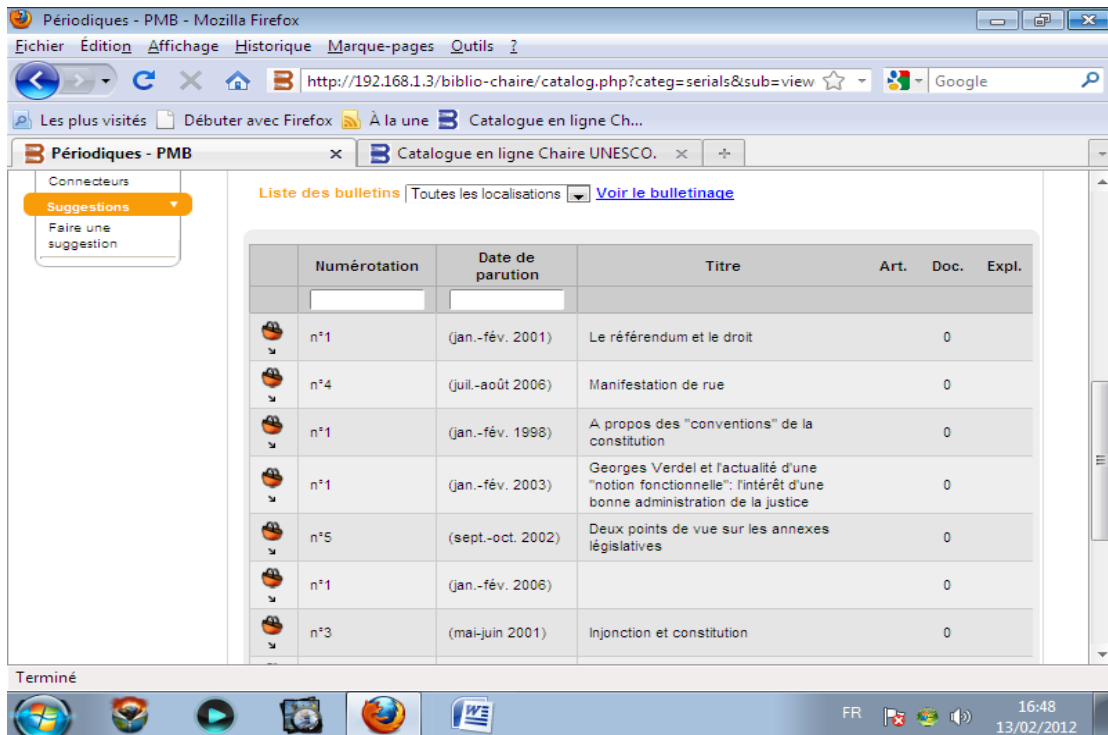 Périodiques - PMB - Mozilla Firefox
Fichier Édition Affichage Historique Marque-pages Outils ?
http://192.168.1.3/biblio-chaire/catalog.php?categ=serials&sub=view Google
Les plus visités Débuter avec Firefox À la une Catalogue en ligne Ch...
Périodiques - PMB Catalogue en ligne Chaire UNESCO.
Connecteurs
Suggestions
Faire une
suggestion
Liste des bulletins Toutes les localisations Voir le bulletinage
Numérotation Date de parution Titre Art. Doc. Expl.
n°1 (jan.-fév. 2001) Le référendum et le droit 0
n°4 (juil.-août 2006) Manifestation de rue 0
n°1 (jan.-fév. 1998) A propos des "conventions" de la
constitution 0
n°1 (jan.-fév. 2003) Georges Verdel et l'actualité d'une
"notion fonctionnelle": l'intérêt d'une
bonne administration de la justice 0
n°5 (sept.-oct. 2002) Deux points de vue sur les annexes
législatives 0
n°1 (jan.-fév. 2006) 0
n°3 (mai-juin 2001) Injonction et constitution 0
Terminé
FR 16:48
13/02/2012